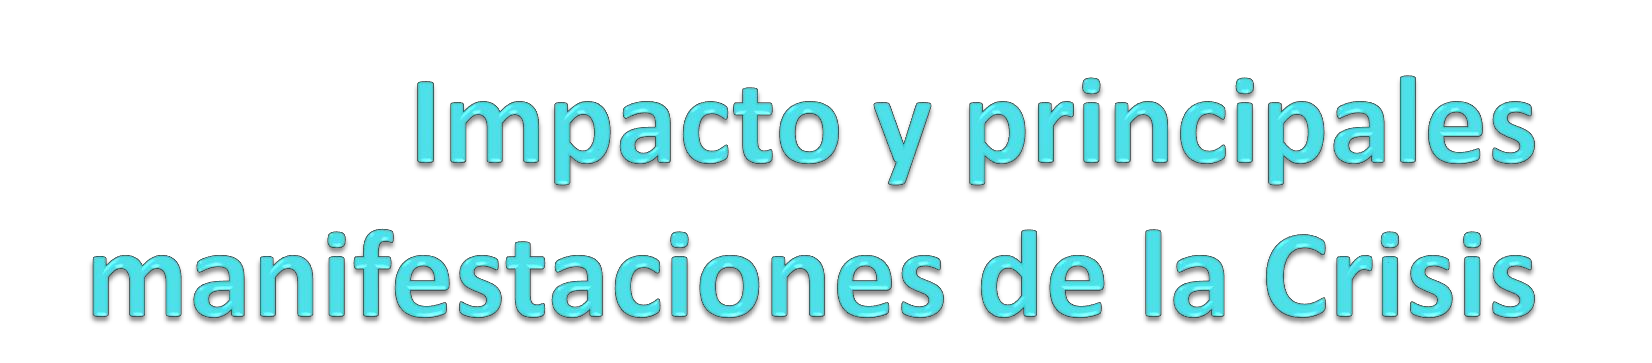 Impacto y principales
manifestaciones de la Crisis